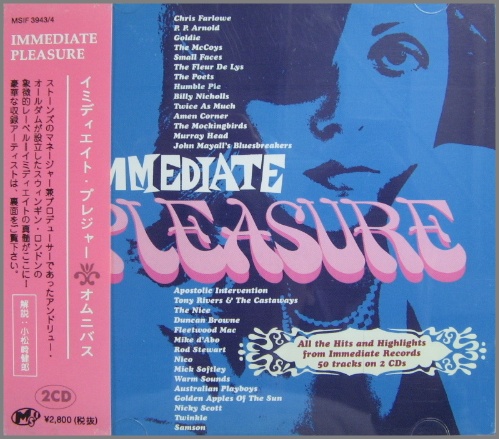 MSIF 3943/4
IMMEDIATE
PLEASURE
イミディエイト・プレジャー
オムニバス
ストーンズのマネージャー兼プロデューサーであったアンドリュー・
オールダムが設立したスウィンギン・ロンドンの
象徴的レーベル=イミディエイトの真髄がここに!
豪華な収録アーティストは、裏面をご覧下さい。
解説・小松崎健郎
2CD
¥2,800 (税抜)
Chris Farlowe
P. P. Arnold
Goldie
The McCoys
Small Faces
The Fleur De Lys
The Poets
Humble Pie
Billy Nicholls
Twice As Much
Amen Corner
The Mockingbirds
Murray Head
John Mayall's Bluesbreakers
MMEDIATE
PLEASURE
Apostolic Intervention
Tony Rivers & The Castaways
The Nice
Duncan Browne
Fleetwood Mac
Mike d'Abo
Rod Stewart
Nico
Mick Softley
Warm Sounds
Australian Playboys
Golden Apples Of The Sun
Nicky Scott
Twinkle
Samson
All the Hits and Highlights
from Immediate Records
50 tracks on 2 CDs